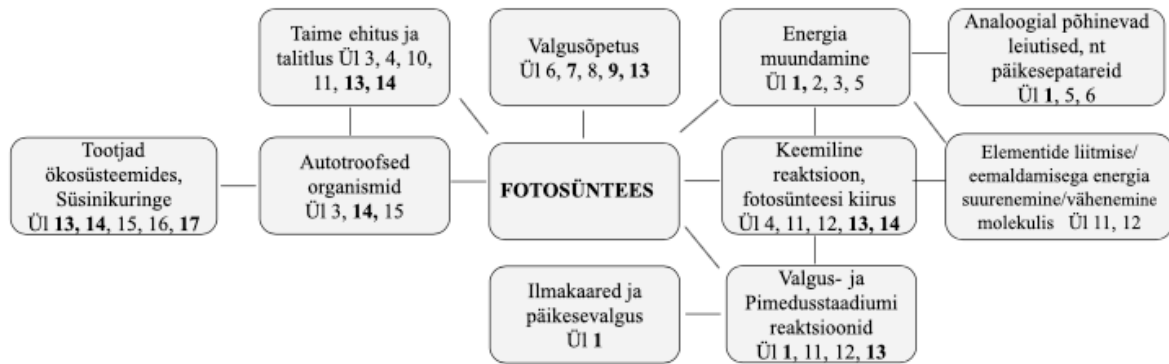 Taime ehitus ja
talitlus Ül 3, 4, 10,
11, 13, 14
Valgusõpetus
Ül 6, 7, 8, 9, 13
Energia
muundamine
Ül 1, 2, 3, 5
Analoogial põhinevad
leiutised, nt
päikesepatareid
Ül 1, 5, 6
Tootjad
ökosüsteemides,
Süsinikuringe
Ül 13, 14, 15, 16, 17
Autotroofsed
organismid
Ül 3, 14, 15
FOTOSÜNTEES
Keemiline
reaktsioon,
fotosünteesi kiirus
Ül 4, 11, 12, 13, 14
Elementide liitmise/
eemaldamisega energia
suurenemine/vähenemine
molekulis Ül 11, 12
Ilmakaared ja
päikesevalgus
Ül 1
Valgus- ja
Pimedusstaadiumi
reaktsioonid
Ül 1, 11, 12, 13